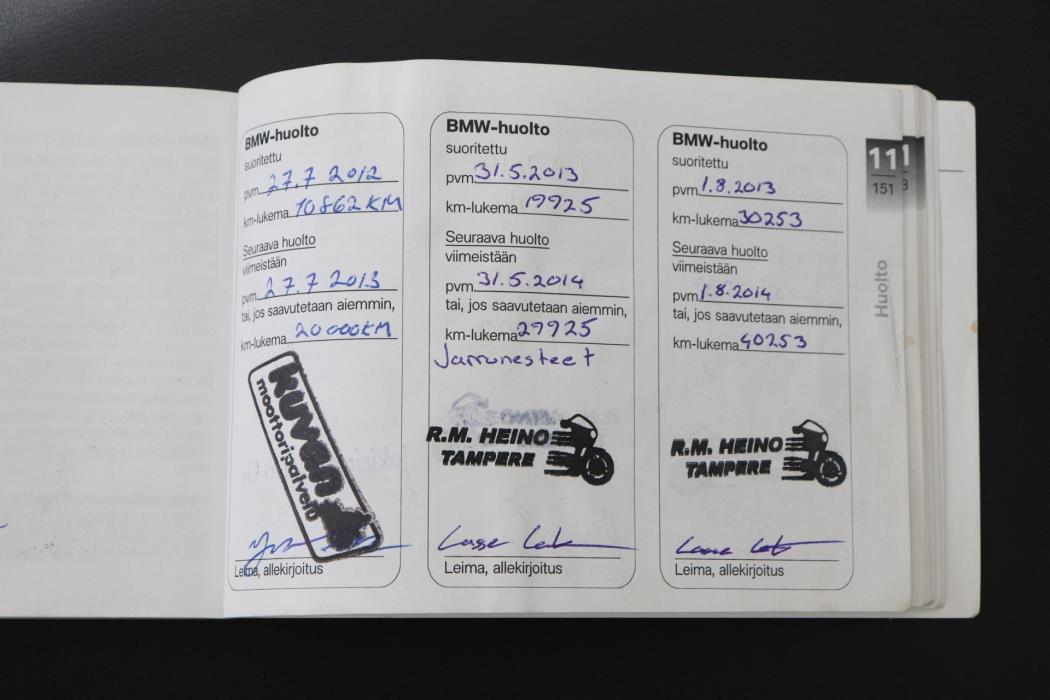 BMW-huolto
suoritettu
pvm. 27.7 2012
km-lukema 10862 KM
Seuraava huolto
viimeistään
pvm. 27.7 2013
tai, jos saavutetaan aiemmin,
km-lukema 20000KM
kuvan
moottoripalvelu
Leima, allekirjoitus
BMW-huolto
suoritettu
pvm. 31.5.2013
km-lukema 19925
Seuraava huolto
viimeistään
pvm. 31.5.2014
tai, jos saavutetaan aiemmin,
km-lukema 29925
Jarrunesteet
R.M. HEINO
TAMPERE
Lasse
Leima, allekirjoitus
BMW-huolto
suoritettu
pvm. 1.8.2013
km-lukema 30253
Seuraava huolto
viimeistään
pvm. 1.8.2014
tai, jos saavutetaan aiemmin,
km-lukema 40253
R.M. HEINO
TAMPERE
Leima, allekirjoitus
11
151
Huolto